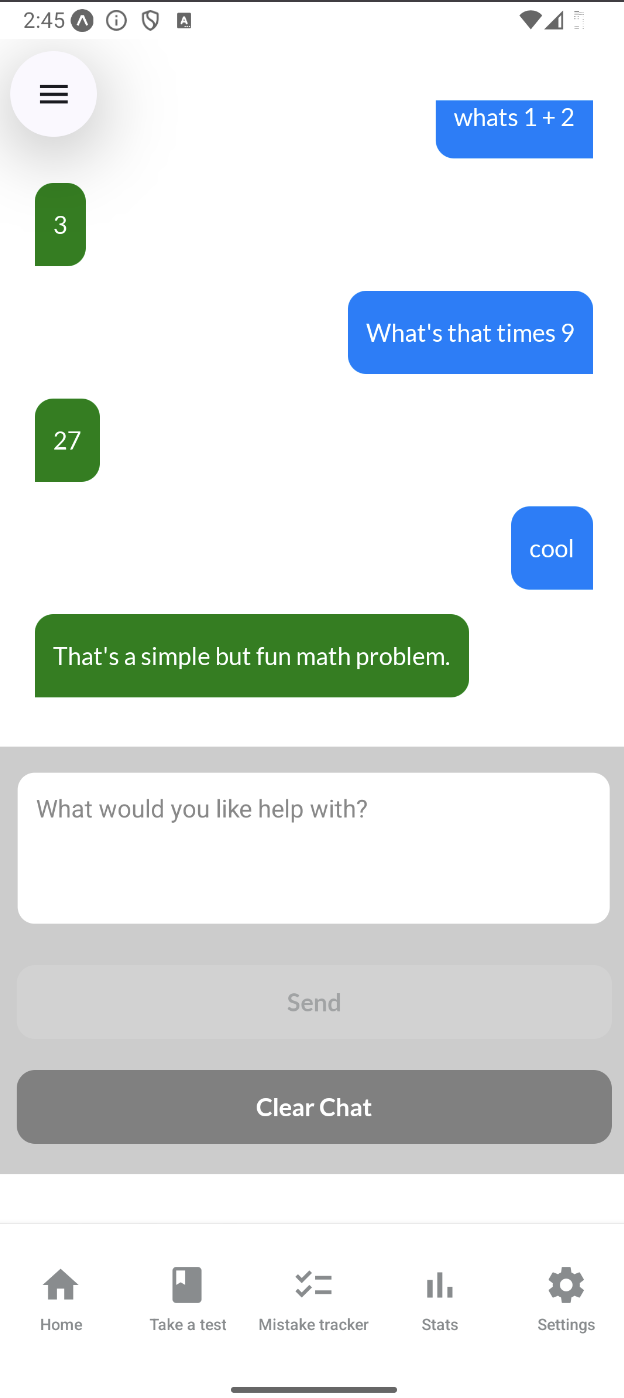 2:45
whats 1 + 2
3
What's that times 9
27
cool
That's a simple but fun math problem.
What would you like help with?
Send
Clear Chat
Home Take a test Mistake tracker Stats Settings